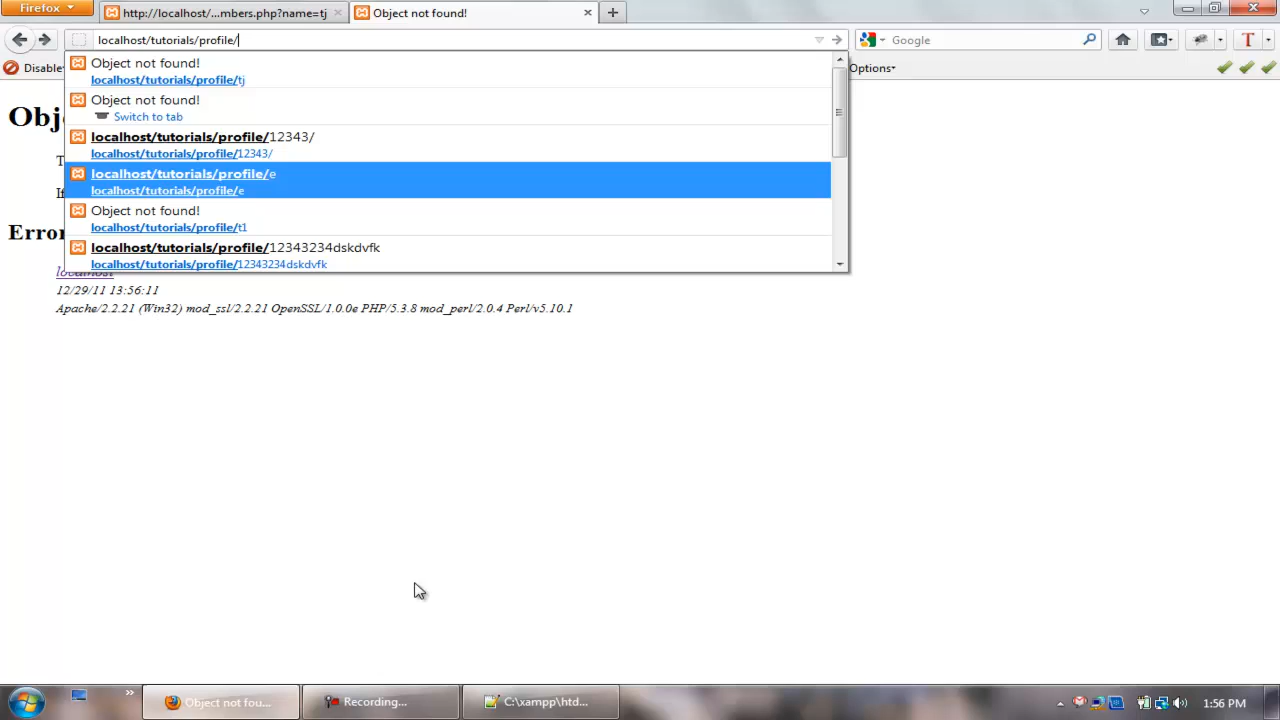 Firefox
http://localhost/...mbers.php?name=tj
Object not found!
localhost/tutorials/profile/
Google
Disable
Options
Object not found!
localhost/tutorials/profile/tj
Object not found!
Switch to tab
localhost/tutorials/profile/12343/
localhost/tutorials/profile/12343/
localhost/tutorials/profile/e
localhost/tutorials/profile/e
Object not found!
localhost/tutorials/profile/t1
localhost/tutorials/profile/12343234dskdvfk
localhost/tutorials/profile/12343234dskdvfk
Obj
T
If
Error
localhost
12/29/11 13:56:11
Apache/2.2.21 (Win32) mod_ssl/2.2.21 OpenSSL/1.0.0e PHP/5.3.8 mod_perl/2.0.4 Perl/v5.10.1
Object not fou...
Recording...
C:\xampp\htd...
1:56 PM